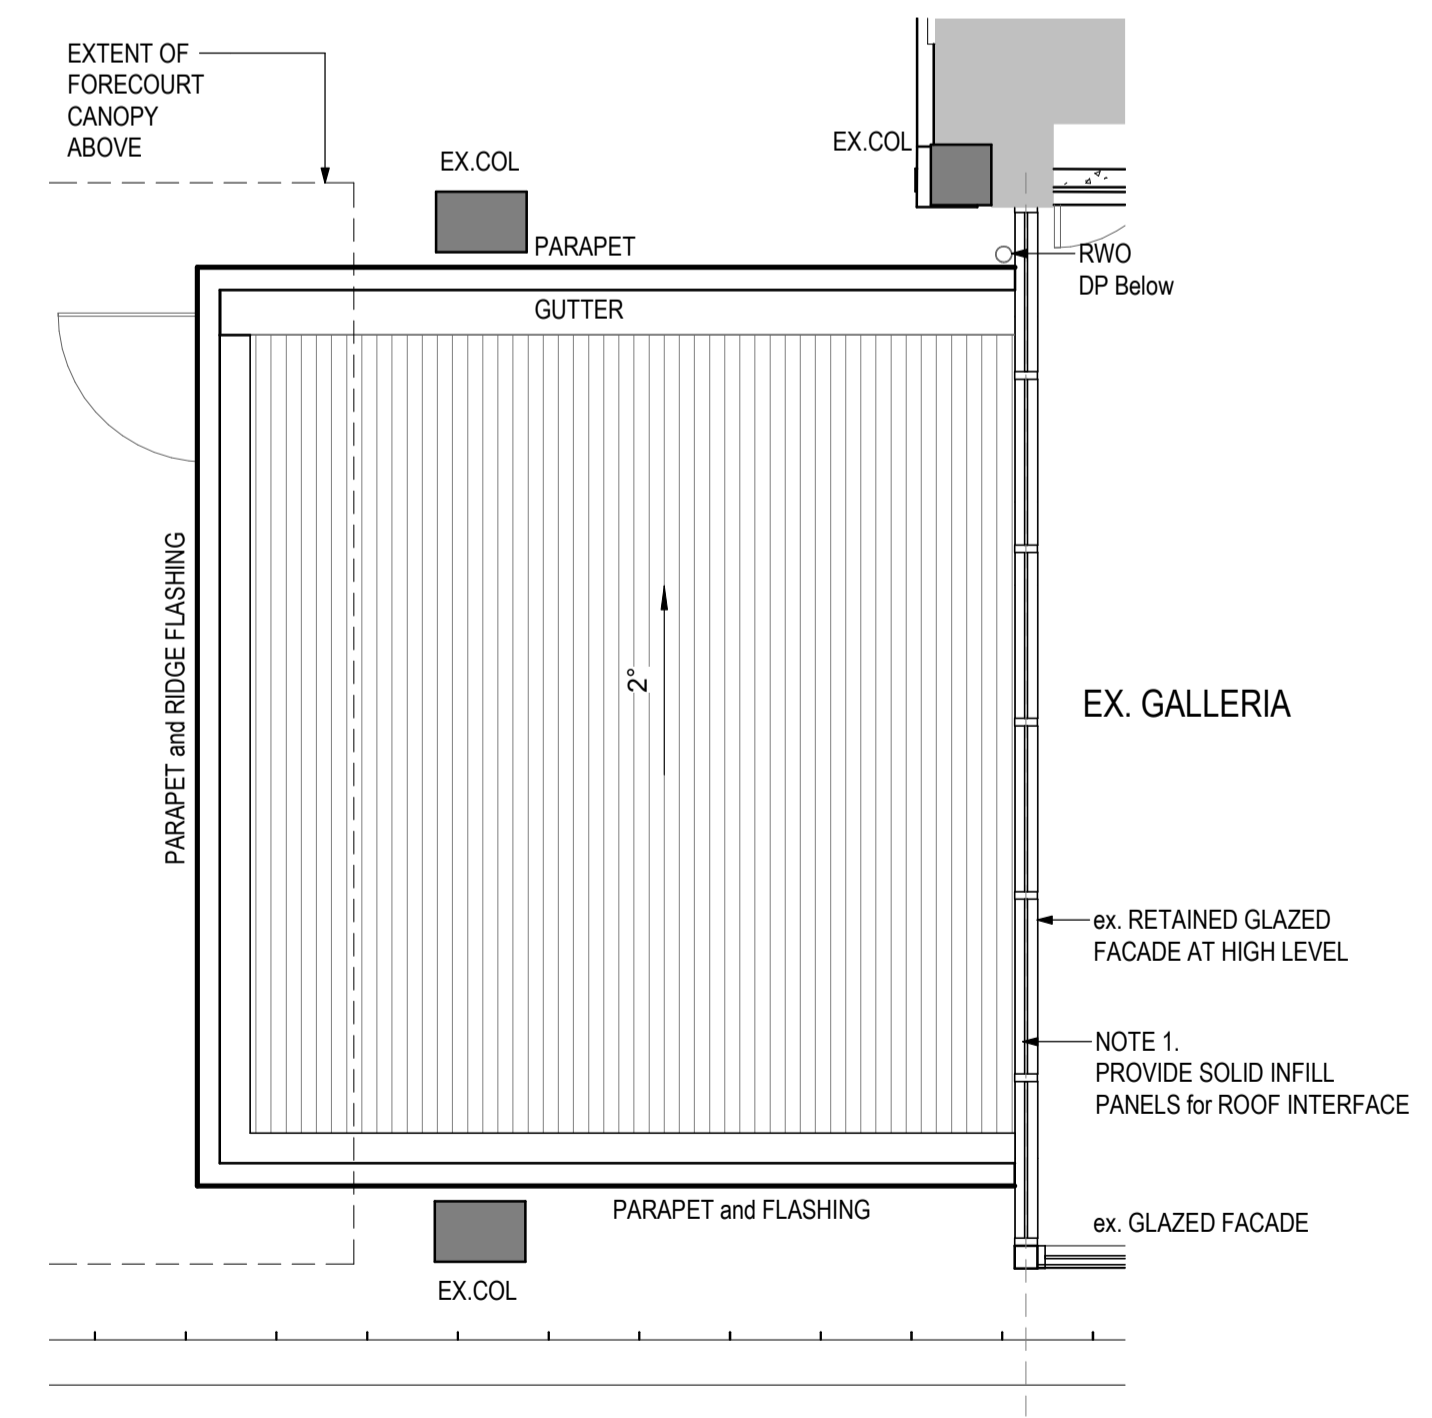 EXTENT OF
FORECOURT
CANOPY
ABOVE
EX.COL
EX.COL
PARAPET
RWO
DP Below
GUTTER
PARAPET and RIDGE FLASHING
2°
EX. GALLERIA
ex. RETAINED GLAZED
FACADE AT HIGH LEVEL
NOTE 1.
PROVIDE SOLID INFILL
PANELS for ROOF INTERFACE
PARAPET and FLASHING
ex. GLAZED FACADE
EX.COL